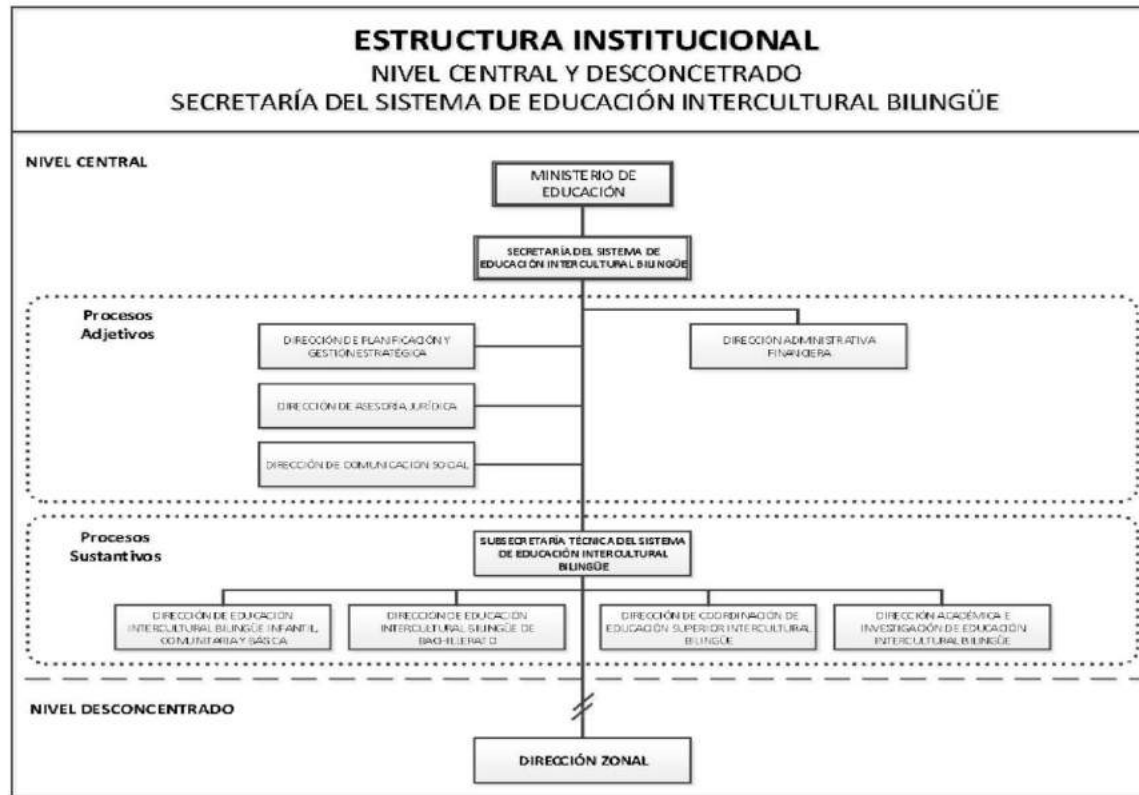 ESTRUCTURA INSTITUCIONAL
NIVEL CENTRAL Y DESCONCETRADO
SECRETARÍA DEL SISTEMA DE EDUCACIÓN INTERCULTURAL BILINGÜE
NIVEL CENTRAL
MINISTERIO DE
EDUCACIÓN
SECRETARÍA DEL SISTEMA DE
EDUCACIÓN INTERCULTURAL BILINGÜE
Procesos
Adjetivos
DIRECCIÓN DE PLANIFICACIÓN Y
GESTIÓN ESTRATÉGICA
DIRECCIÓN ADMINISTRATIVA
FINANCIERA
DIRECCIÓN DE ASESORÍA JURÍDICA
DIRECCIÓN DE COMUNICACIÓN SOCIAL
Procesos
Sustantivos
SUBSECRETARÍA TÉCNICA DEL SISTEMA
DE EDUCACIÓN INTERCULTURAL
BILINGÜE
DIRECCIÓN DE EDUCACIÓN
INTERCULTURAL BILINGÜE INFANTIL,
COMUNITARIA Y BÁSICA
DIRECCIÓN DE EDUCACIÓN
INTERCULTURAL BILINGÜE DE
BACHILLERATO
DIRECCIÓN DE COORDINACIÓN DE
EDUCACIÓN SUPERIOR INTERCULTURAL
BILINGÜE
DIRECCIÓN ACADÉMICA E
INVESTIGACIÓN DE EDUCACIÓN
INTERCULTURAL BILINGÜE
NIVEL DESCONCENTRADO
DIRECCIÓN ZONAL